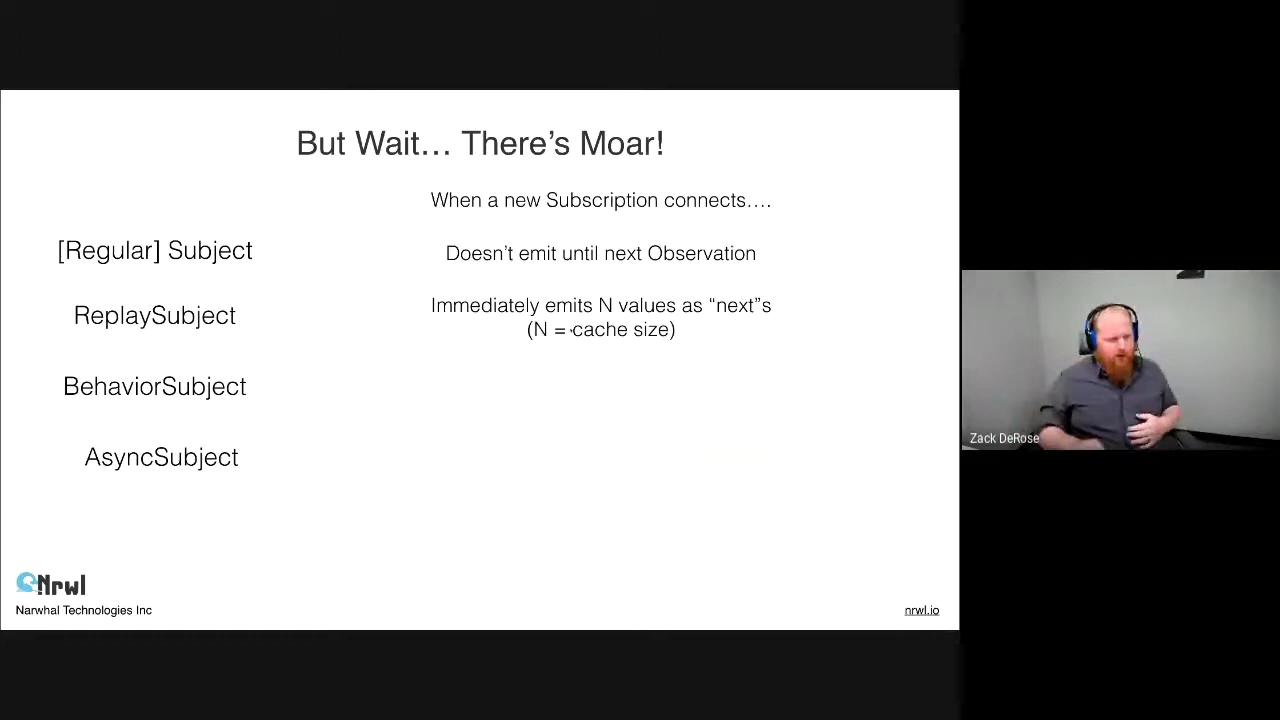 But Wait… There’s Moar!
When a new Subscription connects….
[Regular] Subject
Doesn’t emit until next Observation
ReplaySubject
Immediately emits N values as “next”s
(N = cache size)
BehaviorSubject
AsyncSubject
Nrwl
Narwhal Technologies Inc
nrwl.io
Zack DeRose